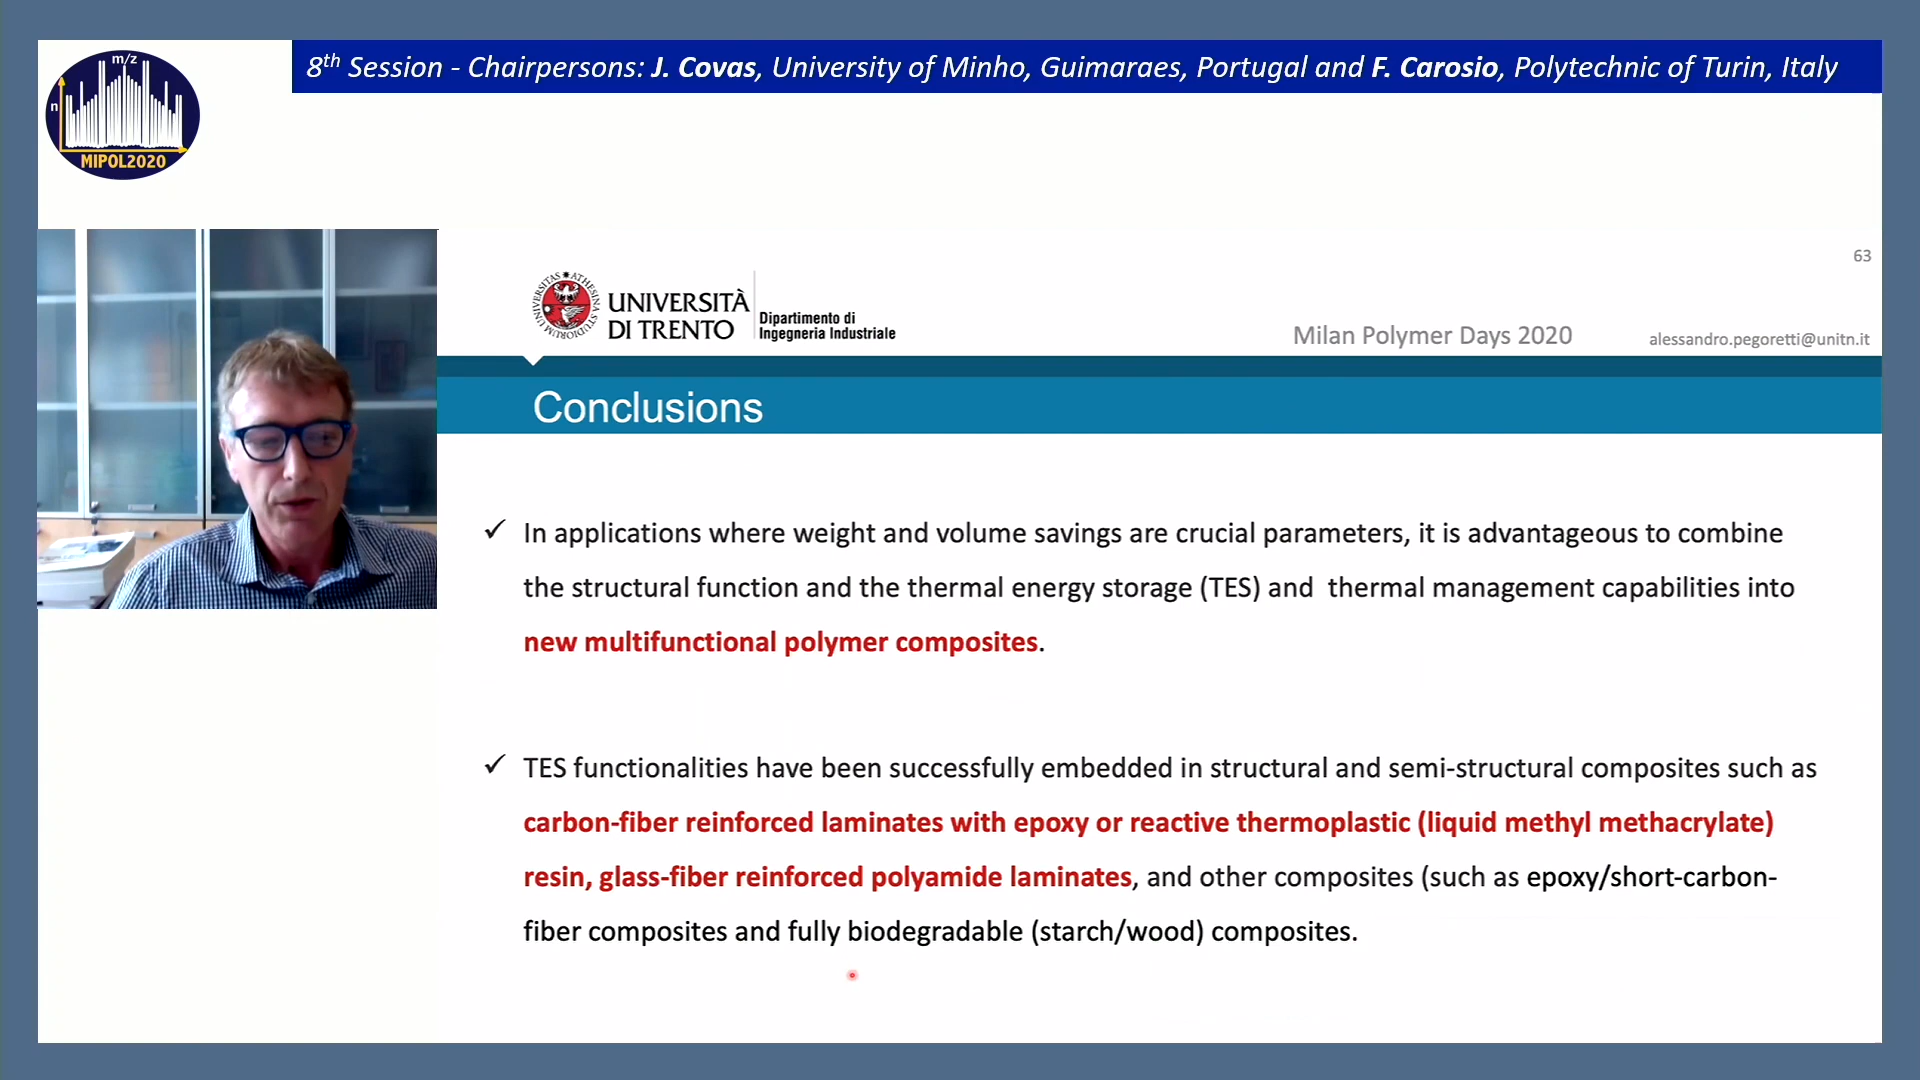 8th Session - Chairpersons: J. Covas, University of Minho, Guimaraes, Portugal and F. Carosio, Polytechnic of Turin, Italy
m/z
n
MIPOL2020
63
UNIVERSITAS ATHESINA STUDIORUM
UNIVERSITÀ
DI TRENTO
Dipartimento di
Ingegneria Industriale
Milan Polymer Days 2020
alessandro.pegoretti@unitn.it
Conclusions
✓ In applications where weight and volume savings are crucial parameters, it is advantageous to combine
the structural function and the thermal energy storage (TES) and thermal management capabilities into
new multifunctional polymer composites.
✓ TES functionalities have been successfully embedded in structural and semi-structural composites such as
carbon-fiber reinforced laminates with epoxy or reactive thermoplastic (liquid methyl methacrylate)
resin, glass-fiber reinforced polyamide laminates, and other composites (such as epoxy/short-carbon-
fiber composites and fully biodegradable (starch/wood) composites.